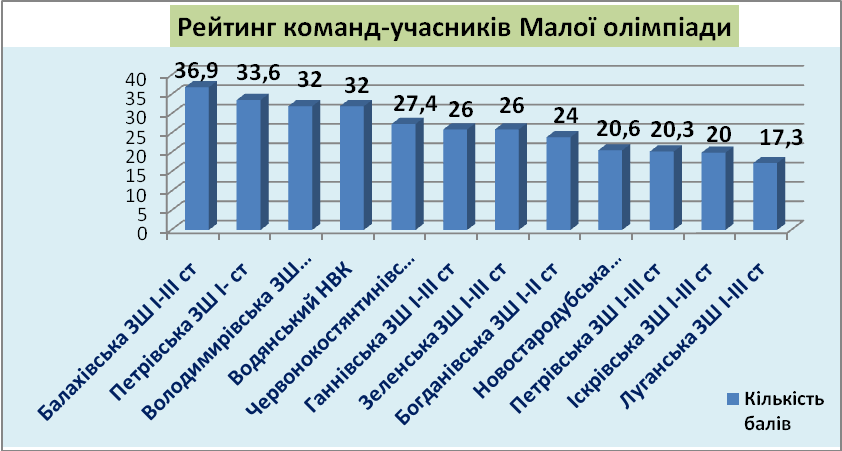 Рейтинг команд-учасників Малої олімпіади
36,9
33,6
32
32
27,4
26
26
24
20,6
20,3
20
17,3
40
35
30
25
20
15
10
5
0
Балахівська ЗШ І-ІІІ ст
Петрівська ЗШ І- ст
Володимирівська ЗШ...
Водянський НВК
Червонокостянтинівс...
Ганнівська ЗШ І-ІІІ ст
Зеленська ЗШ І-ІІІ ст
Богданівська ЗШ І-ІІ ст
Новостародубська...
Петрівська ЗШ І-ІІІ ст
Іскрівська ЗШ І-ІІІ ст
Луганська ЗШ І-ІІІ ст
Кількість
балів